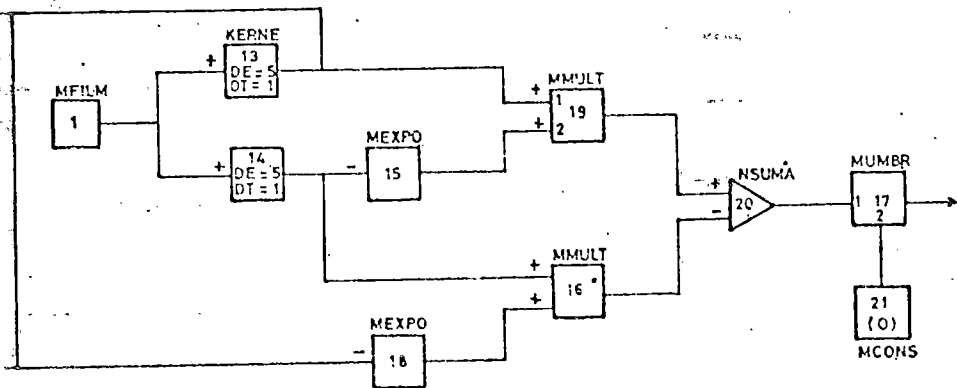 KERNE
+ 13
DE = 5
DT = 1
MFILM
1
+ 14
DE = 5
DT = 1
MEXPO
- 15
MMULT
+ 1
19
+ 2
NSUMA
+
20
-
MUMBR
1 17
2
21
(0)
MCONS
MMULT
+
16
+
MEXPO
- 18